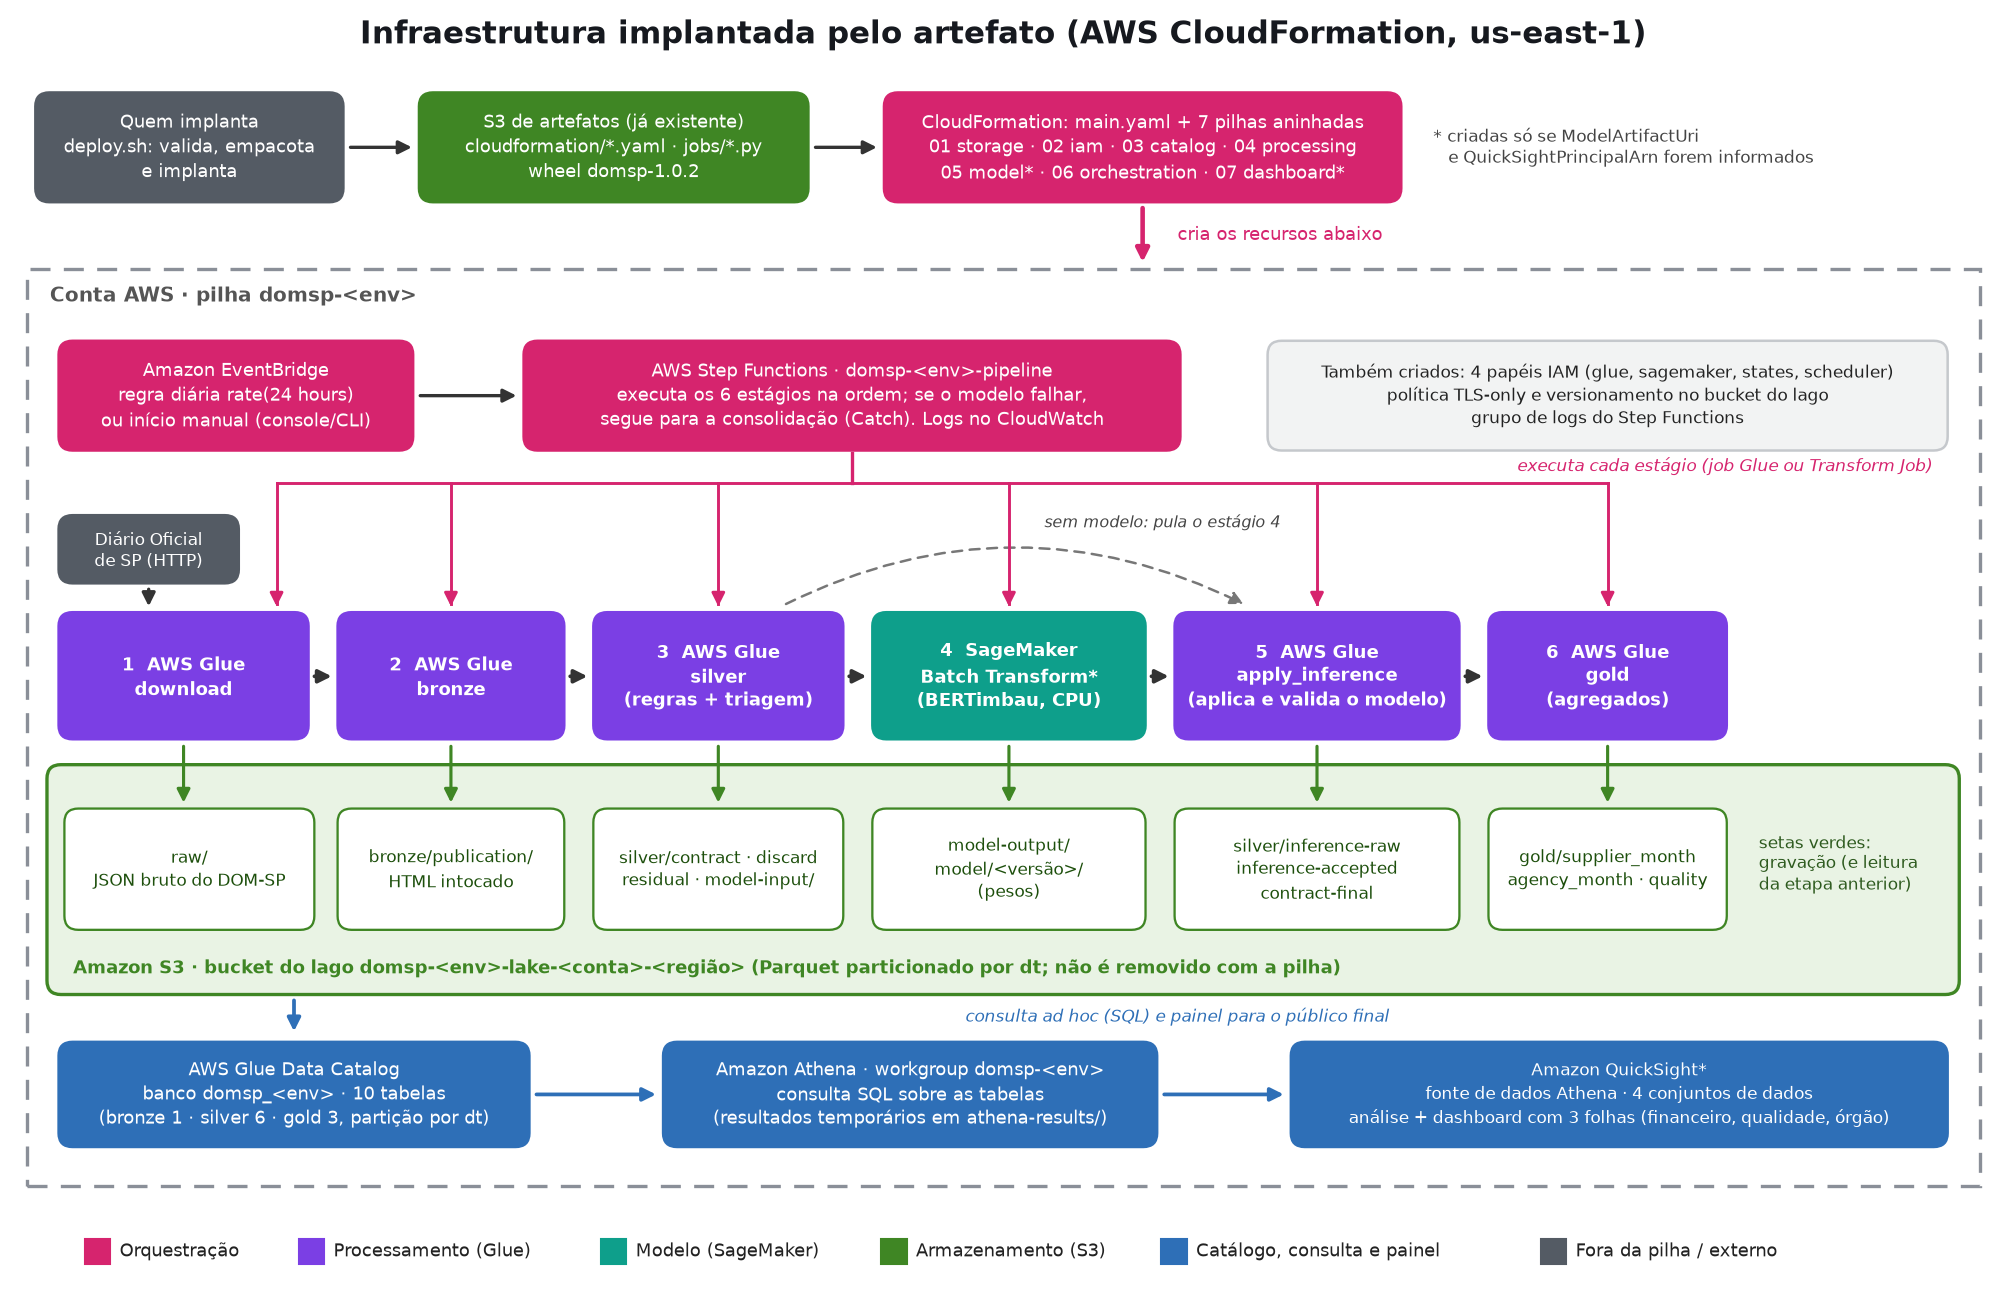 Infraestrutura implantada pelo artefato (AWS CloudFormation, us-east-1)
Quem implanta
deploy.sh: valida, empacota
e implanta
S3 de artefatos (já existente)
cloudformation/*.yaml · jobs/*.py
wheel domsp-1.0.2
CloudFormation: main.yaml + 7 pilhas aninhadas
01 storage · 02 iam · 03 catalog · 04 processing
05 model* · 06 orchestration · 07 dashboard*
* criadas só se ModelArtifactUri
e QuickSightPrincipalArn forem informados
cria os recursos abaixo
Conta AWS · pilha domsp-<env>
Amazon EventBridge
regra diária rate(24 hours)
ou início manual (console/CLI)
AWS Step Functions · domsp-<env>-pipeline
executa os 6 estágios na ordem; se o modelo falhar,
segue para a consolidação (Catch). Logs no CloudWatch
Também criados: 4 papéis IAM (glue, sagemaker, states, scheduler)
política TLS-only e versionamento no bucket do lago
grupo de logs do Step Functions
executa cada estágio (job Glue ou Transform Job)
Diário Oficial
de SP (HTTP)
sem modelo: pula o estágio 4
1  AWS Glue
download
2  AWS Glue
bronze
3  AWS Glue
silver
(regras + triagem)
4  SageMaker
Batch Transform*
(BERTimbau, CPU)
5  AWS Glue
apply_inference
(aplica e valida o modelo)
6  AWS Glue
gold
(agregados)
raw/
JSON bruto do DOM-SP
bronze/publication/
HTML intocado
silver/contract · discard
residual · model-input/
model-output/
model/<versão>/
(pesos)
silver/inference-raw
inference-accepted
contract-final
gold/supplier_month
agency_month · quality
setas verdes:
gravação (e leitura
da etapa anterior)
Amazon S3 · bucket do lago domsp-<env>-lake-<conta>-<região> (Parquet particionado por dt; não é removido com a pilha)
consulta ad hoc (SQL) e painel para o público final
AWS Glue Data Catalog
banco domsp_<env> · 10 tabelas
(bronze 1 · silver 6 · gold 3, partição por dt)
Amazon Athena · workgroup domsp-<env>
consulta SQL sobre as tabelas
(resultados temporários em athena-results/)
Amazon QuickSight*
fonte de dados Athena · 4 conjuntos de dados
análise + dashboard com 3 folhas (financeiro, qualidade, órgão)
Orquestração
Processamento (Glue)
Modelo (SageMaker)
Armazenamento (S3)
Catálogo, consulta e painel
Fora da pilha / externo